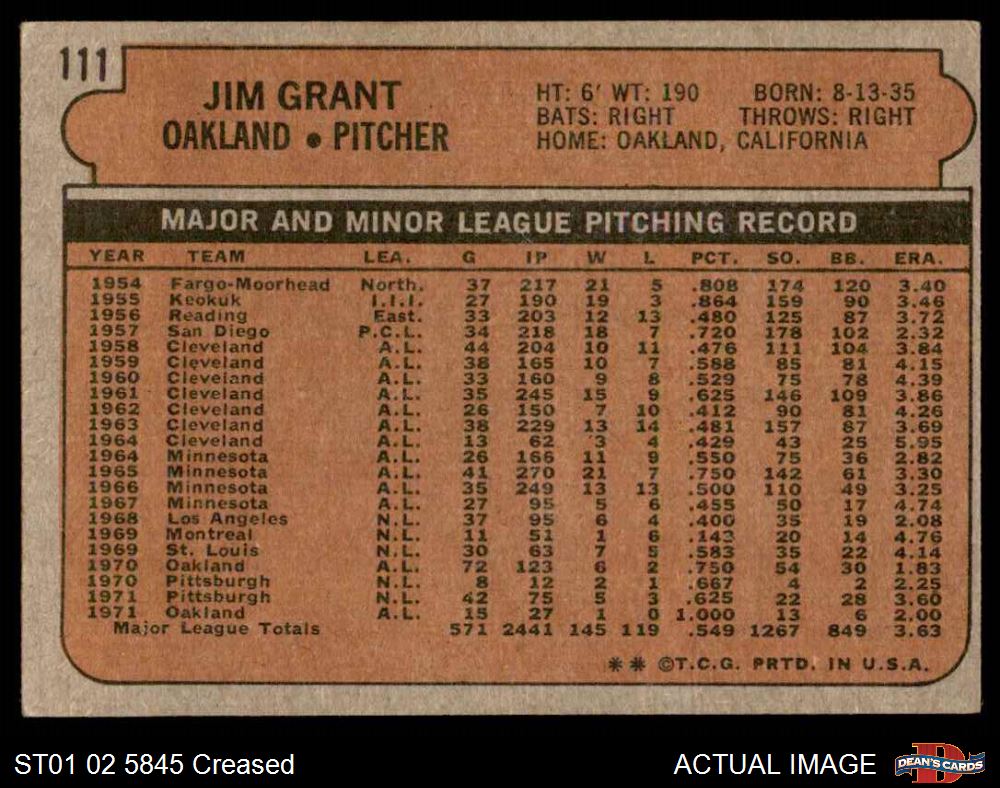 111
JIM GRANT
OAKLAND • PITCHER
HT: 6' WT: 190 BORN: 8-13-35
BATS: RIGHT THROWS: RIGHT
HOME: OAKLAND, CALIFORNIA
MAJOR AND MINOR LEAGUE PITCHING RECORD
YEAR TEAM LEA. G IP W L PCT. SO. BB. ERA.
1954 Fargo-Moorhead North. 37 217 21 5 .808 174 120 3.40
1955 Keokuk I.I.I. 27 190 19 3 .864 159 90 3.46
1956 Reading East. 33 203 12 13 .480 125 87 3.72
1957 San Diego P.C.L. 34 218 18 7 .720 178 102 2.32
1958 Cleveland A.L. 44 204 10 11 .476 111 104 3.84
1959 Cleveland A.L. 38 165 10 7 .588 85 81 4.15
1960 Cleveland A.L. 33 160 9 8 .529 75 78 4.39
1961 Cleveland A.L. 35 245 15 9 .625 146 109 3.86
1962 Cleveland A.L. 26 150 7 10 .412 90 81 4.26
1963 Cleveland A.L. 38 229 13 14 .481 157 87 3.69
1964 Cleveland A.L. 13 62 3 4 .429 43 25 5.95
1964 Minnesota A.L. 26 166 11 9 .550 75 36 2.82
1965 Minnesota A.L. 41 270 21 7 .750 142 61 3.30
1966 Minnesota A.L. 35 249 13 13 .500 110 49 3.25
1967 Minnesota A.L. 27 95 5 6 .455 50 17 4.74
1968 Los Angeles N.L. 37 95 6 4 .400 35 19 2.08
1969 Montreal N.L. 11 51 1 6 .143 20 14 4.76
1969 St. Louis N.L. 30 63 7 5 .583 35 22 4.14
1970 Oakland A.L. 72 123 6 2 .750 54 30 1.83
1970 Pittsburgh N.L. 8 12 2 1 .667 4 2 2.25
1971 Pittsburgh N.L. 42 75 5 3 .625 22 28 3.60
1971 Oakland A.L. 15 27 1 0 1.000 13 6 2.00
Major League Totals 571 2441 145 119 .549 1267 849 3.63
** ©T.C.G. PRTD. IN U.S.A.
ST01 02 5845 Creased ACTUAL IMAGE D DEAN'S CARDS